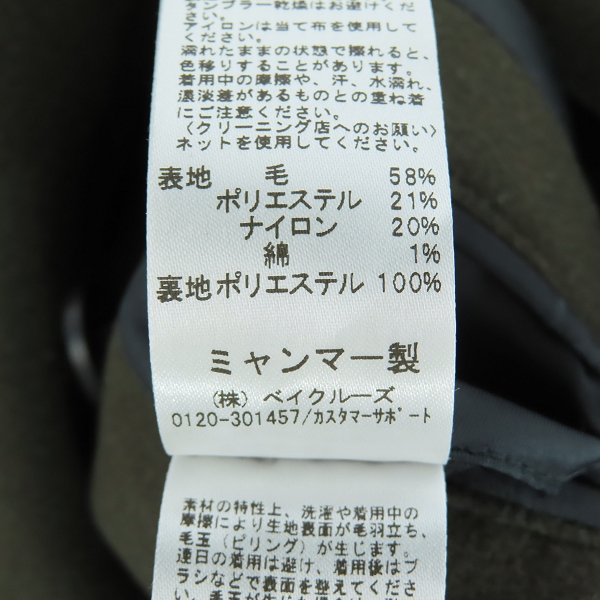 タンブラー乾燥はお避けくださ
アイロンは当て布を使用して
ください。
濡れたままの状態で擦れると、
色移りすることがあります。
着用中の摩擦や、汗、水濡れ、
濃淡差があるものとの重ね着
にご注意ください。
〈クリーニング店へのお願い〉
ネットを使用してください。
表地 毛 58%
ポリエステル 21%
ナイロン 20%
綿 1%
裏地 ポリエステル 100%
ミャンマー製
(株) ベイクルーズ
0120-301457/カスタマーサポート
素材の特性上、洗濯や着用中の
摩擦により生地表面が毛羽立ち、
毛玉(ピリング)が生じます。
連日の着用は避け、着用後はブ
ラシなどで表面を整えてくださ